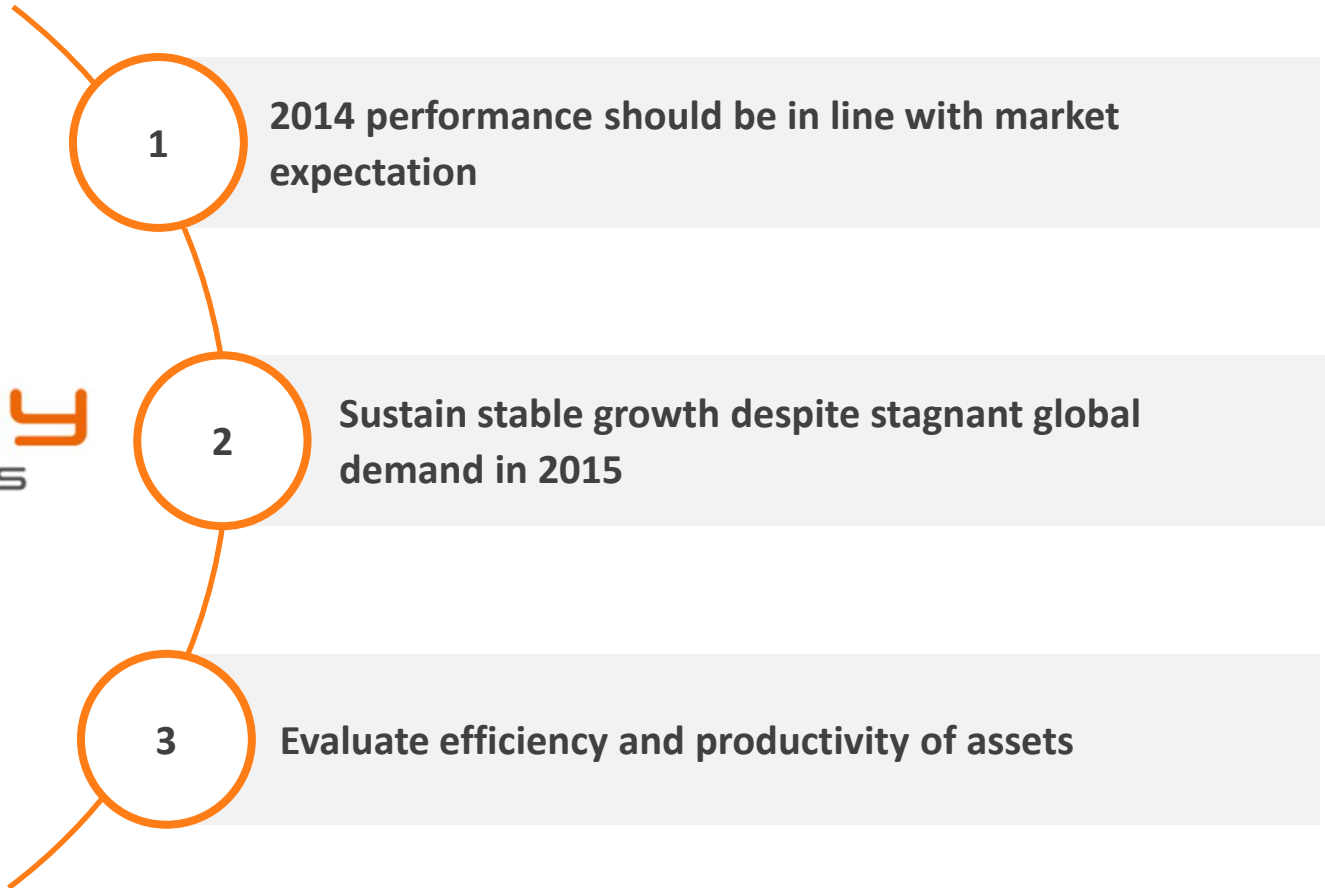 1
2014 performance should be in line with market
expectation
y
s
2
Sustain stable growth despite stagnant global
demand in 2015
3
Evaluate efficiency and productivity of assets